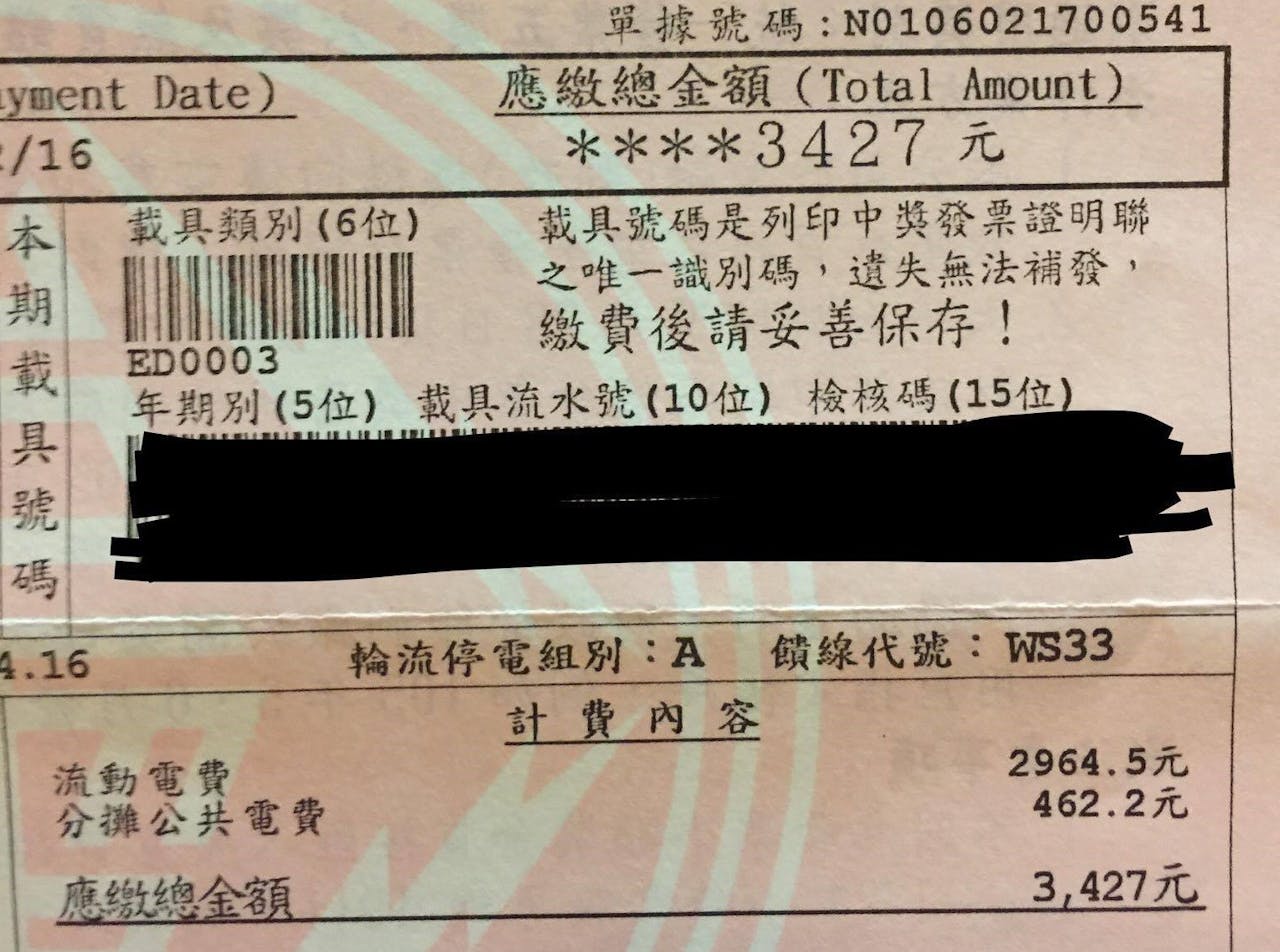 單據號碼:N0106021700541
ayment Date)
應繳總金額(Total Amount)
/16
****3427元
本期載具號碼
載具類別(6位)
ED0003
載具號碼是列印中獎發票證明聯
之唯一識別碼，遺失無法補發，
繳費後請妥善保存！
年期別(5位) 載具流水號(10位) 檢核碼(15位)
4.16
輪流停電組別：A 饋線代號：WS33
計費內容
流動電費 2964.5元
分攤公共電費 462.2元
應繳總金額 3,427元